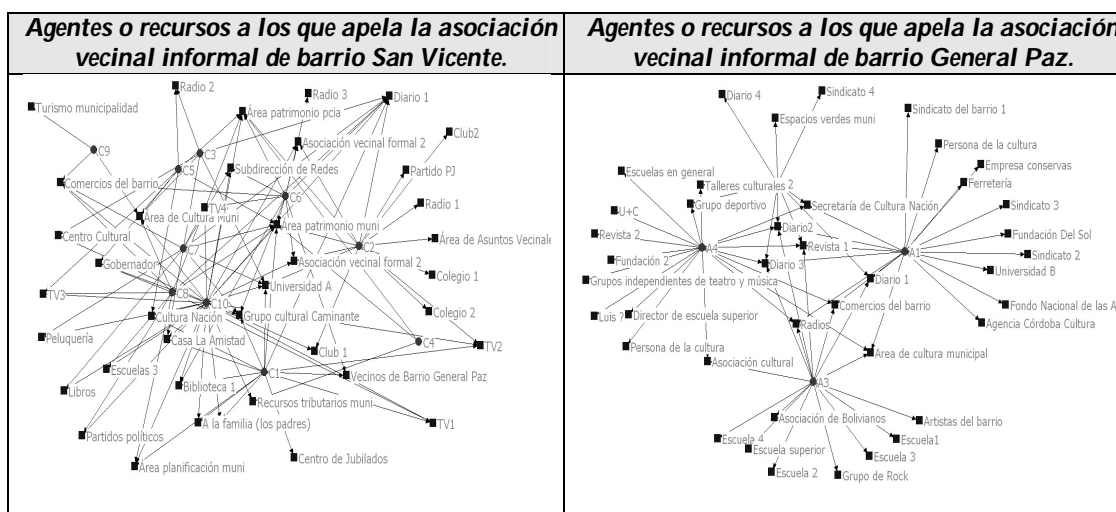 Agentes o recursos a los que apela la asociación
vecinal informal de barrio San Vicente.
Radio 2
Radio 3
Diario 1
Turismo municipalidad
Área patrimonio pcia
C9
C3
Asociación vecinal formal 2
Club2
C5
Subdirección de Redes
Partido PJ
Comercios del barrio
C6
TV4
Radio 1
Área de Cultura Muni
Área patrimonio muni
Centro Cultural
C7
C2
Área de Asuntos Vecinale
Gobernador
Asociación vecinal formal 2
Colegio 1
C8
Universidad A
TV3
C10
Cultura Nación
Grupo cultural Caminante
Colegio 2
Peluquería
Casa La Amistad
C4
TV2
Club 1
Escuelas 3
C1
Vecinos de Barrio General Paz
Libros
Biblioteca 1
Recursos tributarios muni
A la familia (los padres)
TV1
Partidos políticos
Centro de Jubilados
Área planificación muni
Agentes o recursos a los que apela la asociación
vecinal informal de barrio General Paz.
Diario 4
Sindicato 4
Sindicato del barrio 1
Espacios verdes muni
Persona de la cultura
Escuelas en general
Empresa conservas
Talleres culturales 2
Ferretería
Grupo deportivo
Secretaría de Cultura Nación
Sindicato 3
U+C
Diario2
Fundación Del Sol
Revista 2
A4
Revista 1
A1
Sindicato 2
Fundación 2
Diario 3
Universidad B
Grupos independientes de teatro y música
Diario 1
Comercios del barrio
Fondo Nacional de las A
Luis ?
Director de escuela superior
Radios
Agencia Córdoba Cultura
Persona de la cultura
Área de cultura municipal
Asociación cultural
A3
Asociación de Bolivianos
Artistas del barrio
Escuela 4
Escuela1
Escuela superior
Escuela 3
Escuela 2
Grupo de Rock